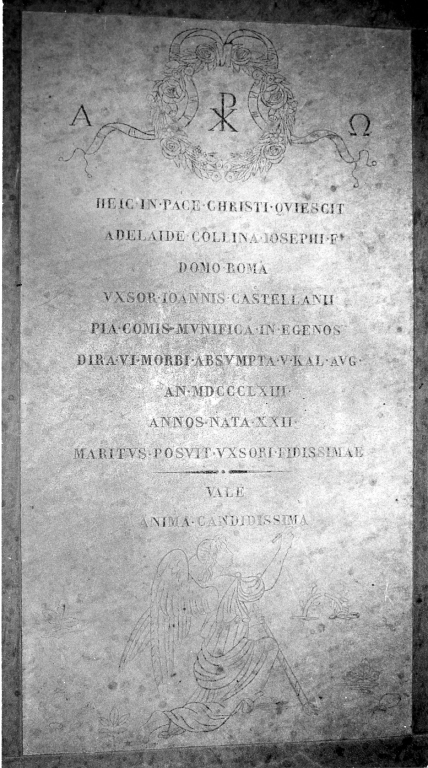 Α Ω
☧
HEIC·IN·PACE·CHRISTI·QVIESCIT
ADELAIDE·COLLINA·IOSEPHI·Fª
DOMO·ROMA
VXSOR·IOANNIS·CASTELLANII
PIA·COMIS·MVNIFICA·IN·EGENOS
DIRA·VI·MORBI·ABSVMPTA·V·KAL·AVG·
AN·MDCCCLXIII·
ANNOS·NATA·XXII·
MARITVS·POSVIT·VXSORI·FIDISSIMAE
VALE
ANIMA·CANDIDISSIMA